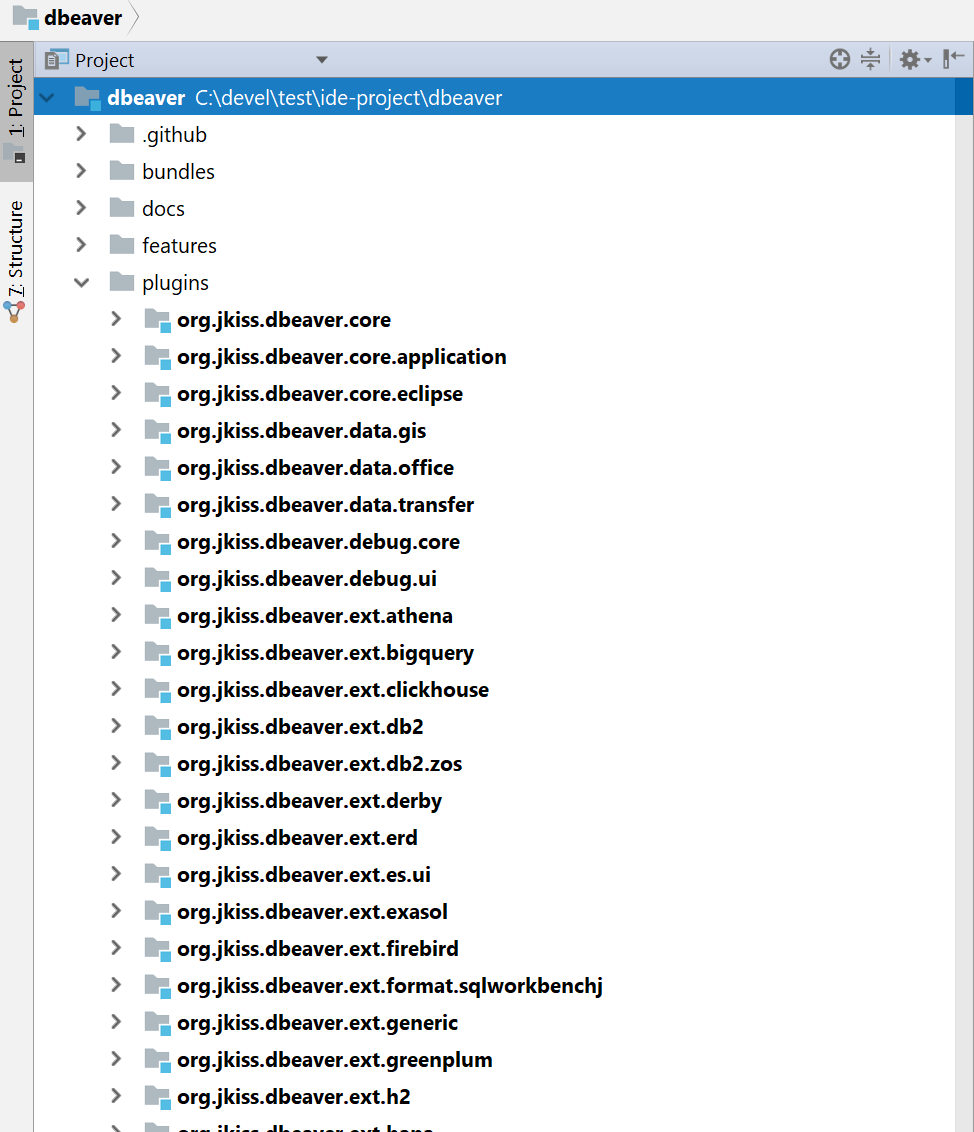 dbeaver
Project
1: Project
7: Structure
dbeaver C:\devel\test\ide-project\dbeaver
.github
bundles
docs
features
plugins
org.jkiss.dbeaver.core
org.jkiss.dbeaver.core.application
org.jkiss.dbeaver.core.eclipse
org.jkiss.dbeaver.data.gis
org.jkiss.dbeaver.data.office
org.jkiss.dbeaver.data.transfer
org.jkiss.dbeaver.debug.core
org.jkiss.dbeaver.debug.ui
org.jkiss.dbeaver.ext.athena
org.jkiss.dbeaver.ext.bigquery
org.jkiss.dbeaver.ext.clickhouse
org.jkiss.dbeaver.ext.db2
org.jkiss.dbeaver.ext.db2.zos
org.jkiss.dbeaver.ext.derby
org.jkiss.dbeaver.ext.erd
org.jkiss.dbeaver.ext.es.ui
org.jkiss.dbeaver.ext.exasol
org.jkiss.dbeaver.ext.firebird
org.jkiss.dbeaver.ext.format.sqlworkbenchj
org.jkiss.dbeaver.ext.generic
org.jkiss.dbeaver.ext.greenplum
org.jkiss.dbeaver.ext.h2